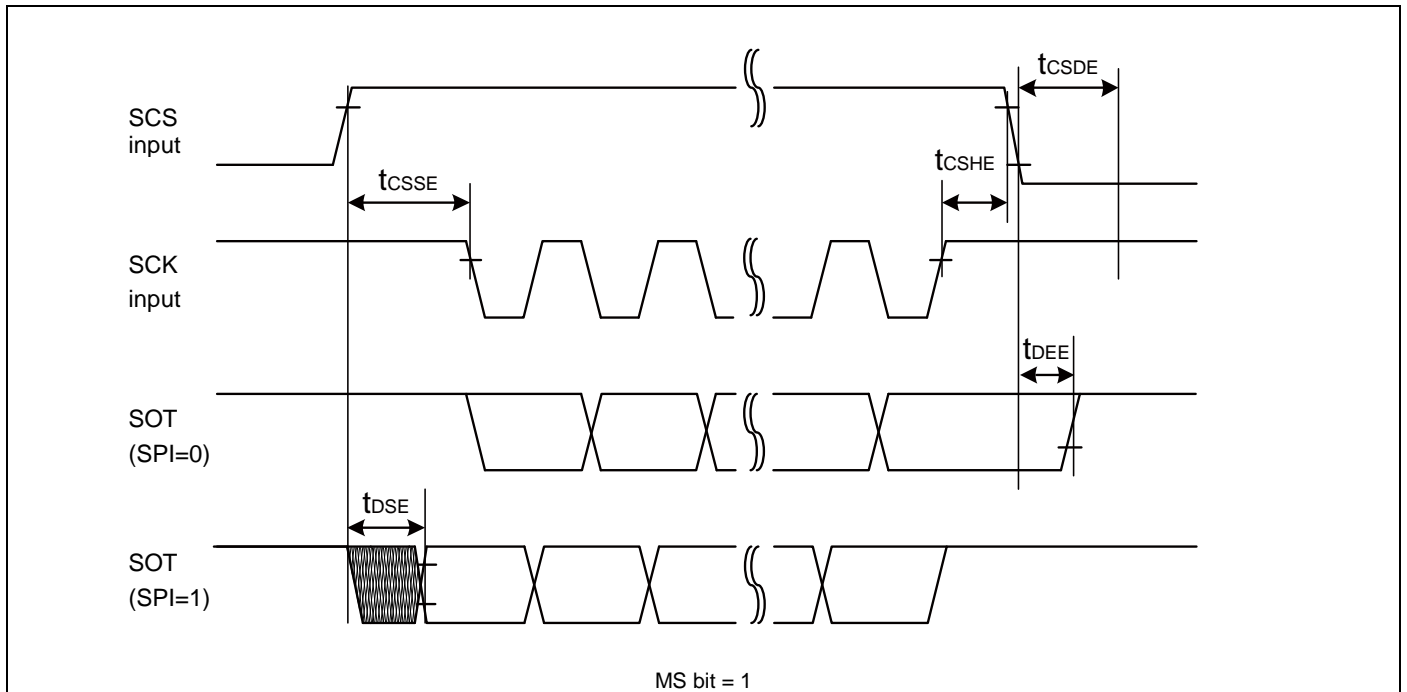 tCSDE
SCS
input
tCSHE
tCSSE
SCK
input
tDEE
SOT
(SPI=0)
tDSE
SOT
(SPI=1)
MS bit = 1